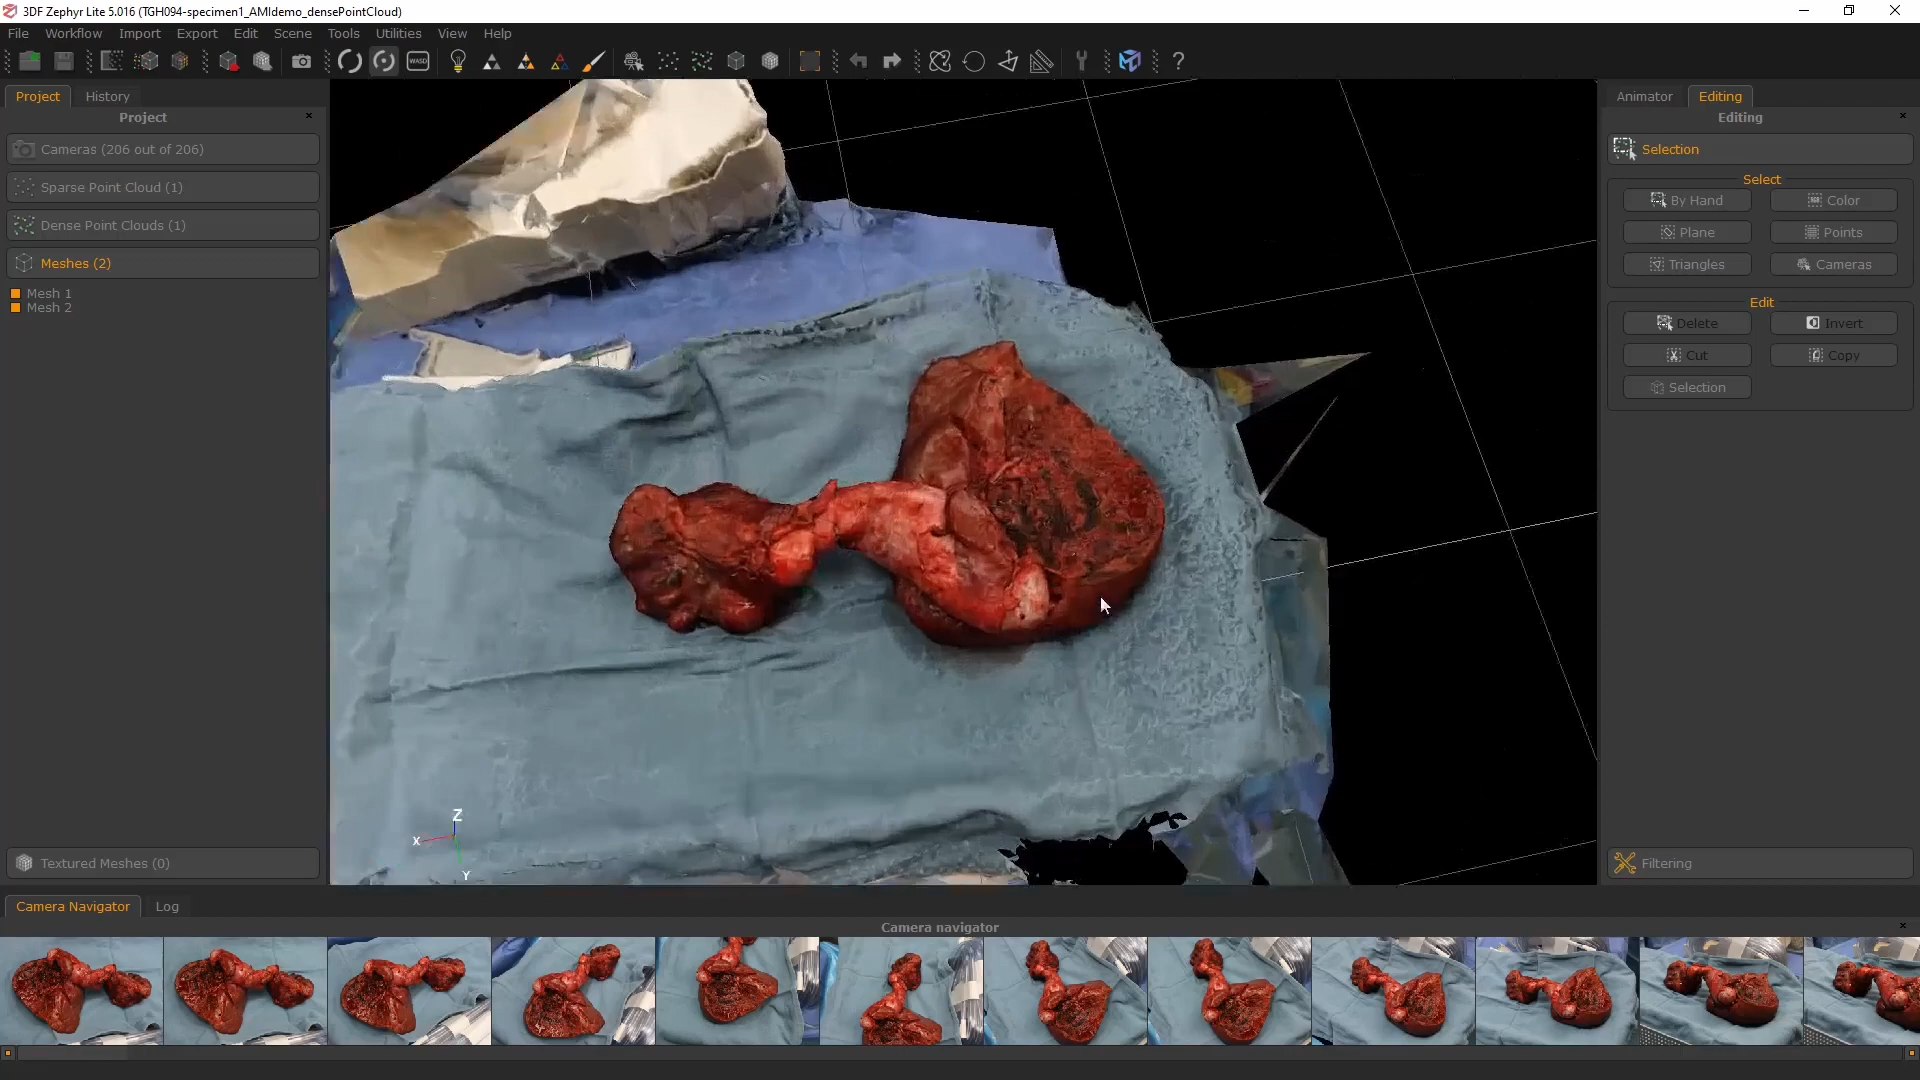 3DF Zephyr Lite 5.016 (TGH094-specimen1_AMIdemo_densePointCloud)
File Workflow Import Export Edit Scene Tools Utilities View Help
WASD
Project History
Project
Cameras (206 out of 206)
Sparse Point Cloud (1)
Dense Point Clouds (1)
Meshes (2)
Mesh 1
Mesh 2
Textured Meshes (0)
Z
X
Y
Animator Editing
Editing
Selection
Select
By Hand Color
Plane Points
Triangles Cameras
Edit
Delete Invert
Cut Copy
Selection
Filtering
Camera Navigator Log
Camera navigator